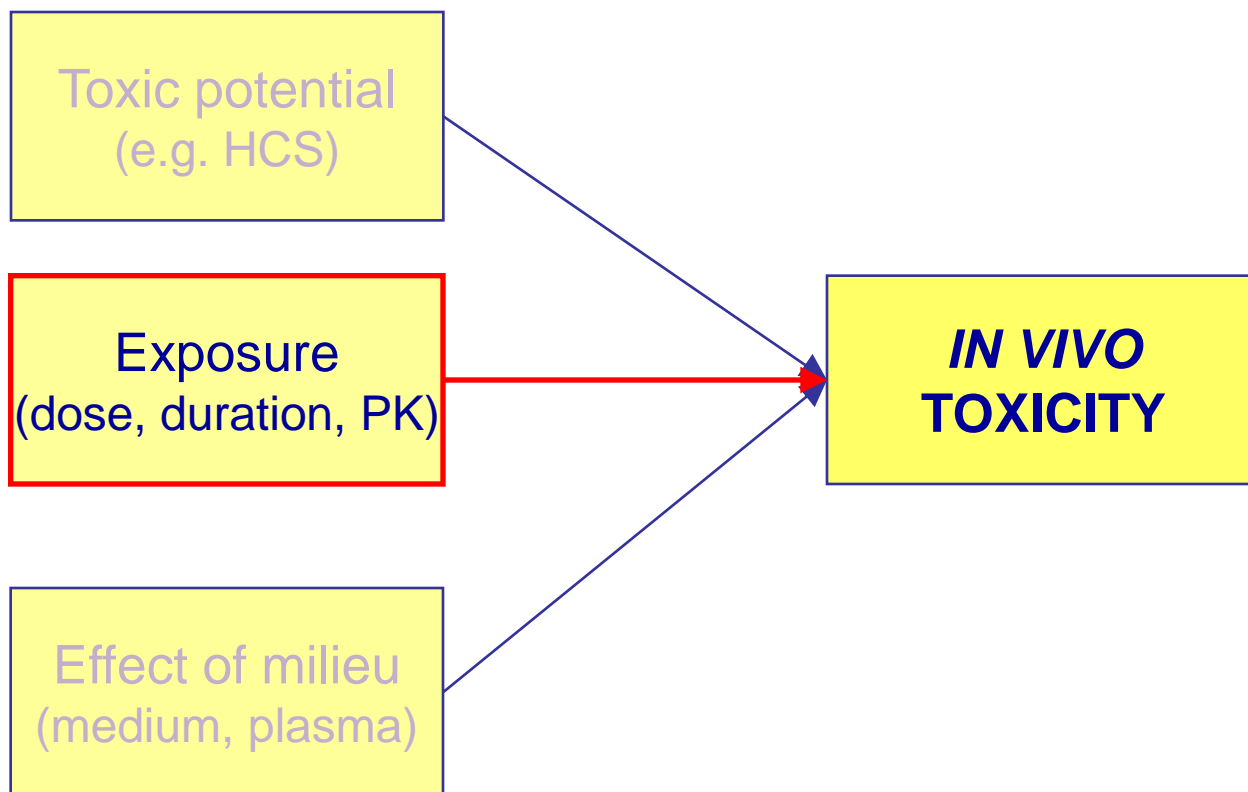 Toxic potential
(e.g. HCS)
Exposure
(dose, duration, PK)
IN VIVO
TOXICITY
Effect of milieu
(medium, plasma)